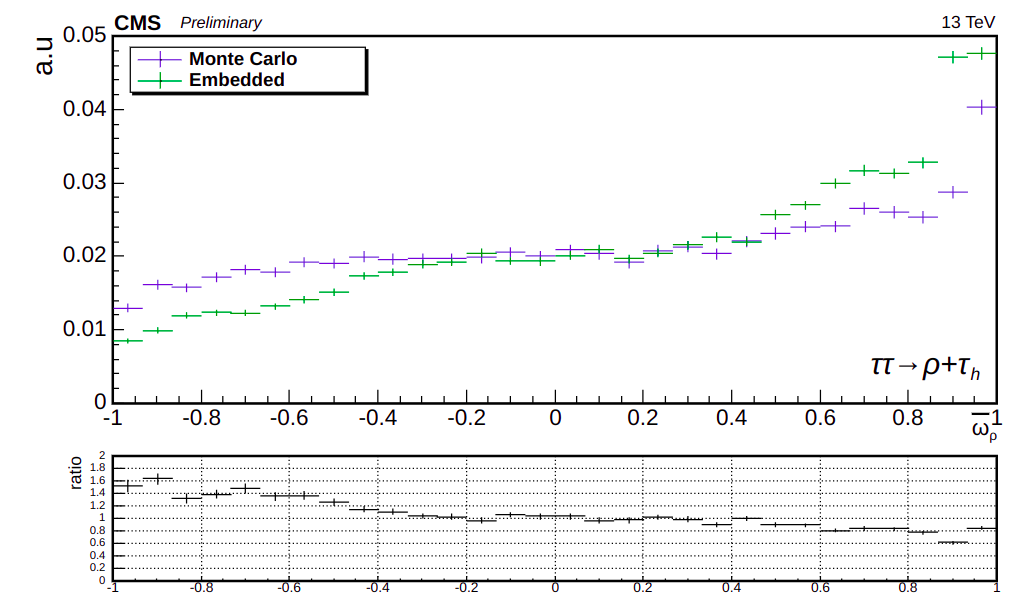 CMS Preliminary 13 TeV
a.u
0.05
0.04
0.03
0.02
0.01
0
Monte Carlo
Embedded
ττ→ρ+τ_h
-1 -0.8 -0.6 -0.4 -0.2 0 0.2 0.4 0.6 0.8 1
ω̅_ρ
ratio
2
1.8
1.6
1.4
1.2
1
0.8
0.6
0.4
0.2
0
-1 -0.8 -0.6 -0.4 -0.2 0 0.2 0.4 0.6 0.8 1